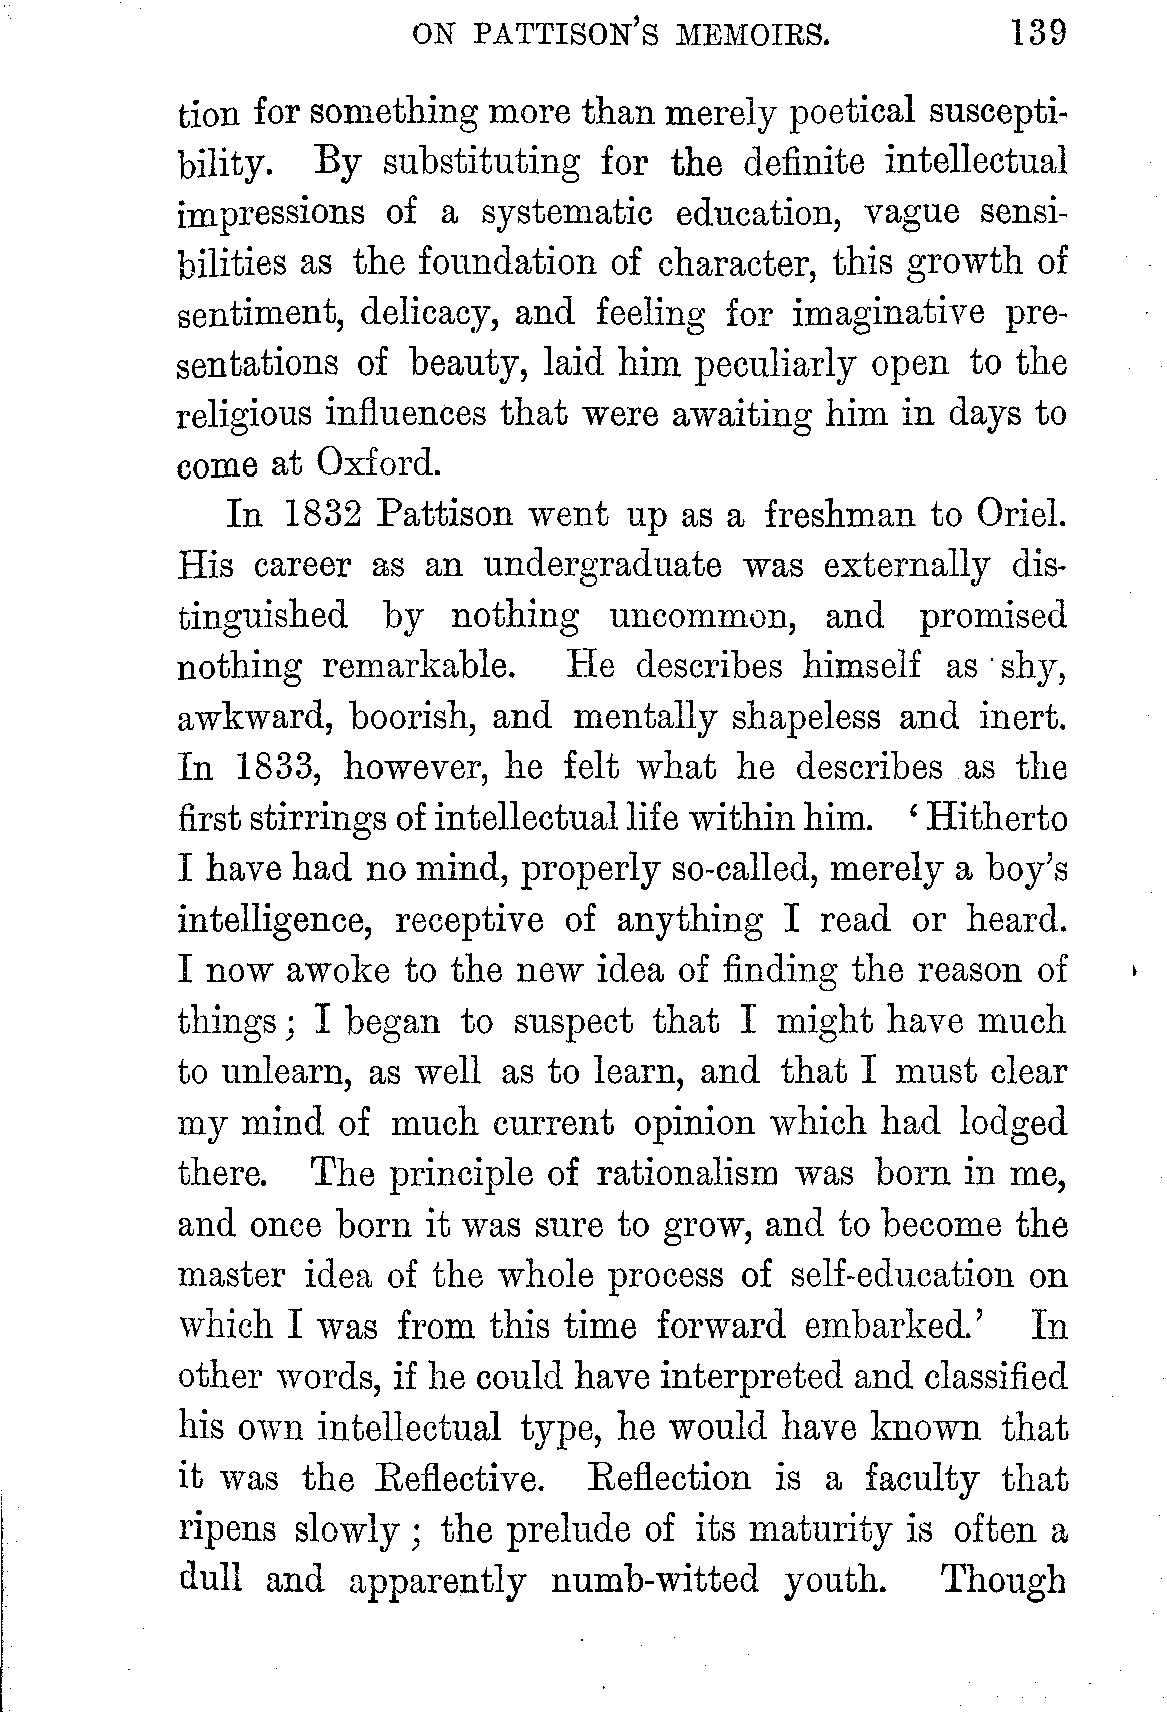 ON PATTISON'S MEMOIRS. 139
tion for something more than merely poetical suscepti-
bility. By substituting for the definite intellectual
impressions of a systematic education, vague sensi-
bilities as the foundation of character, this growth of
sentiment, delicacy, and feeling for imaginative pre-
sentations of beauty, laid him peculiarly open to the
religious influences that were awaiting him in days to
come at Oxford.
In 1832 Pattison went up as a freshman to Oriel.
His career as an undergraduate was externally dis-
tinguished by nothing uncommon, and promised
nothing remarkable. He describes himself as shy,
awkward, boorish, and mentally shapeless and inert.
In 1833, however, he felt what he describes as the
first stirrings of intellectual life within him. ‘Hitherto
I have had no mind, properly so-called, merely a boy's
intelligence, receptive of anything I read or heard.
I now awoke to the new idea of finding the reason of
things; I began to suspect that I might have much
to unlearn, as well as to learn, and that I must clear
my mind of much current opinion which had lodged
there. The principle of rationalism was born in me,
and once born it was sure to grow, and to become the
master idea of the whole process of self-education on
which I was from this time forward embarked.’ In
other words, if he could have interpreted and classified
his own intellectual type, he would have known that
it was the Reflective. Reflection is a faculty that
ripens slowly; the prelude of its maturity is often a
dull and apparently numb-witted youth. Though